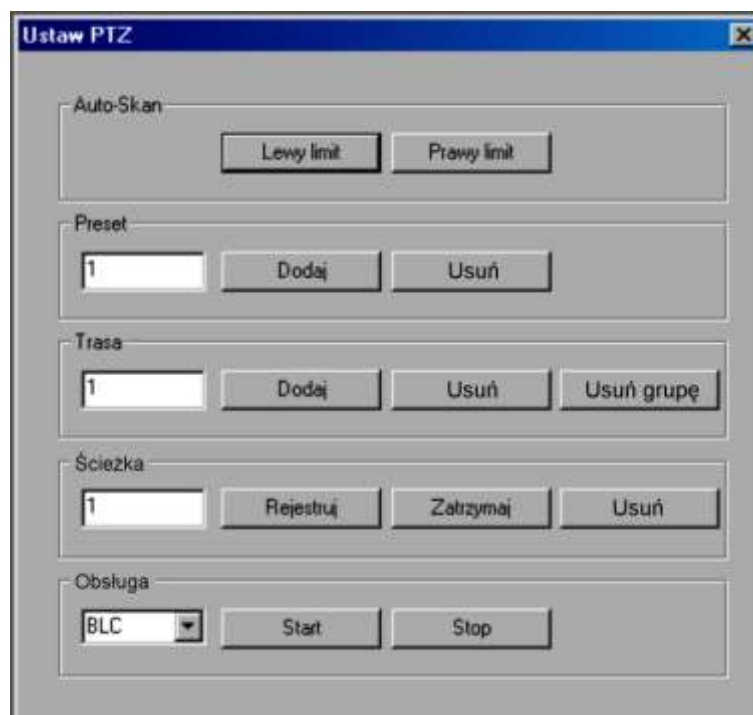 Ustaw PTZ
Auto-Skan
Lewy limit Prawy limit
Preset
1 Dodaj Usuń
Trasa
1 Dodaj Usuń Usuń grupę
Ścieżka
1 Rejestruj Zatrzymaj Usuń
Obsługa
BLC Start Stop